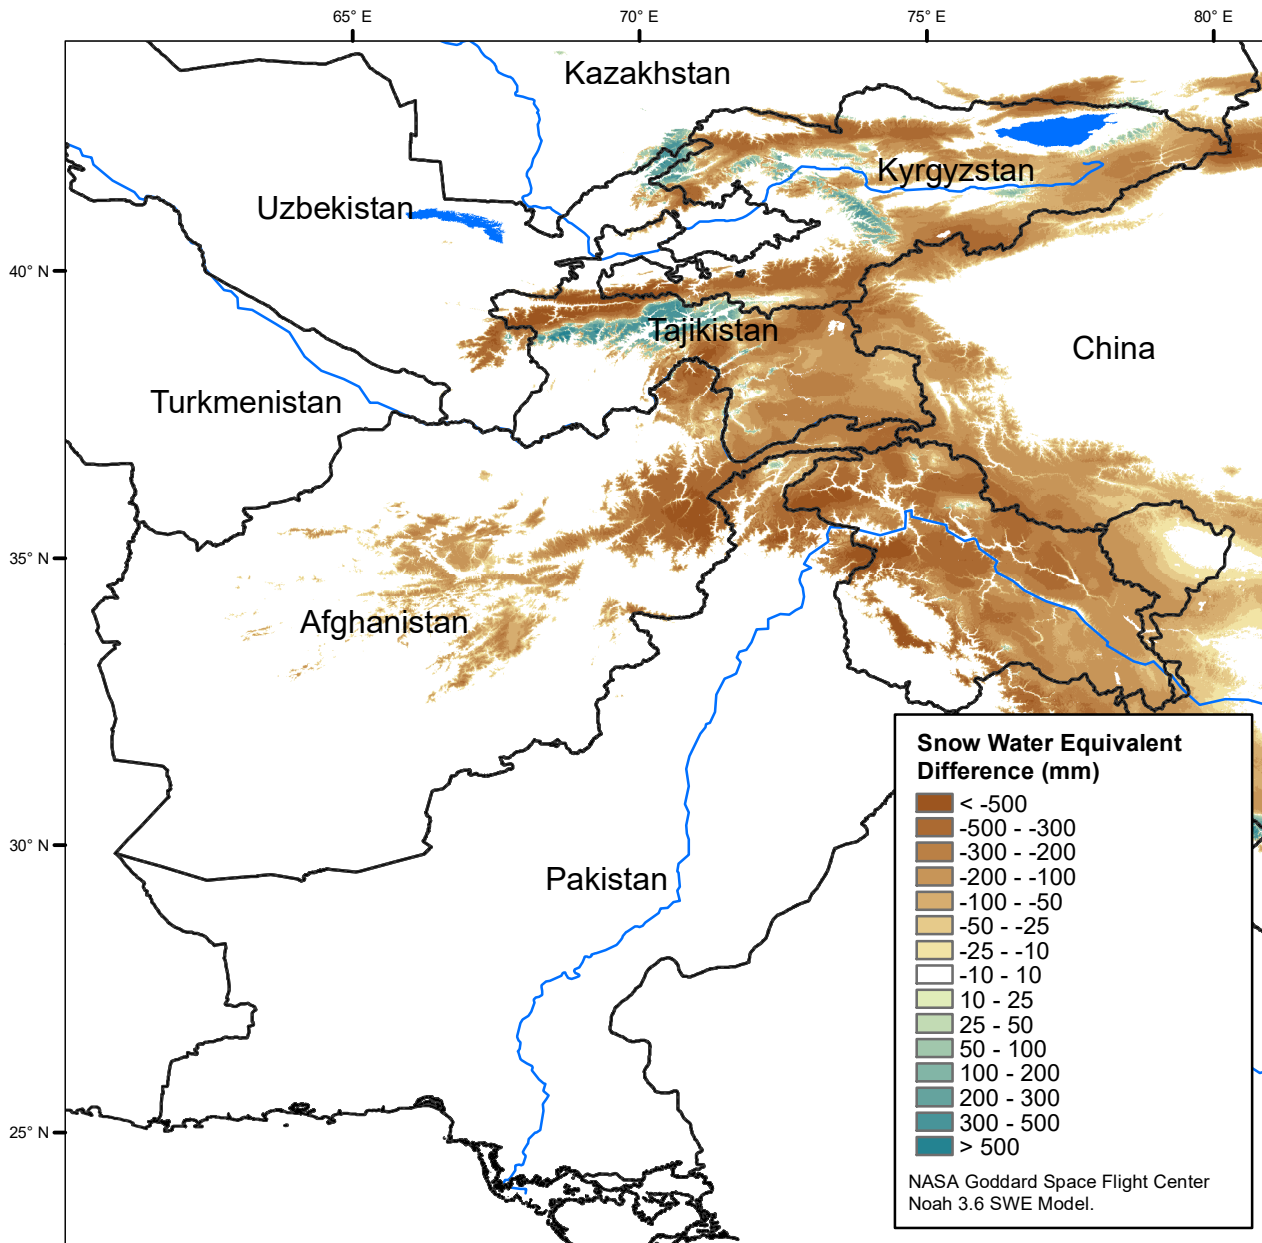 65° E
70° E
75° E
80° E
Kazakhstan
Kyrgyzstan
Uzbekistan
40° N
Tajikistan
China
Turkmenistan
35° N
Afghanistan
30° N
Pakistan
25° N
Snow Water Equivalent
Difference (mm)
< -500
-500 - -300
-300 - -200
-200 - -100
-100 - -50
-50 - -25
-25 - -10
-10 - 10
10 - 25
25 - 50
50 - 100
100 - 200
200 - 300
300 - 500
> 500
NASA Goddard Space Flight Center
Noah 3.6 SWE Model.